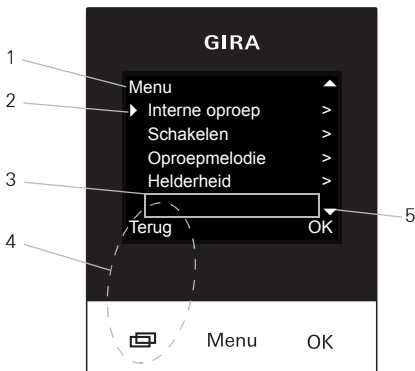 GIRA
1
Menu
2
Interne oproep >
Schakelen >
Oproepmelodie >
3
Helderheid >
5
Terug OK
4
Menu OK